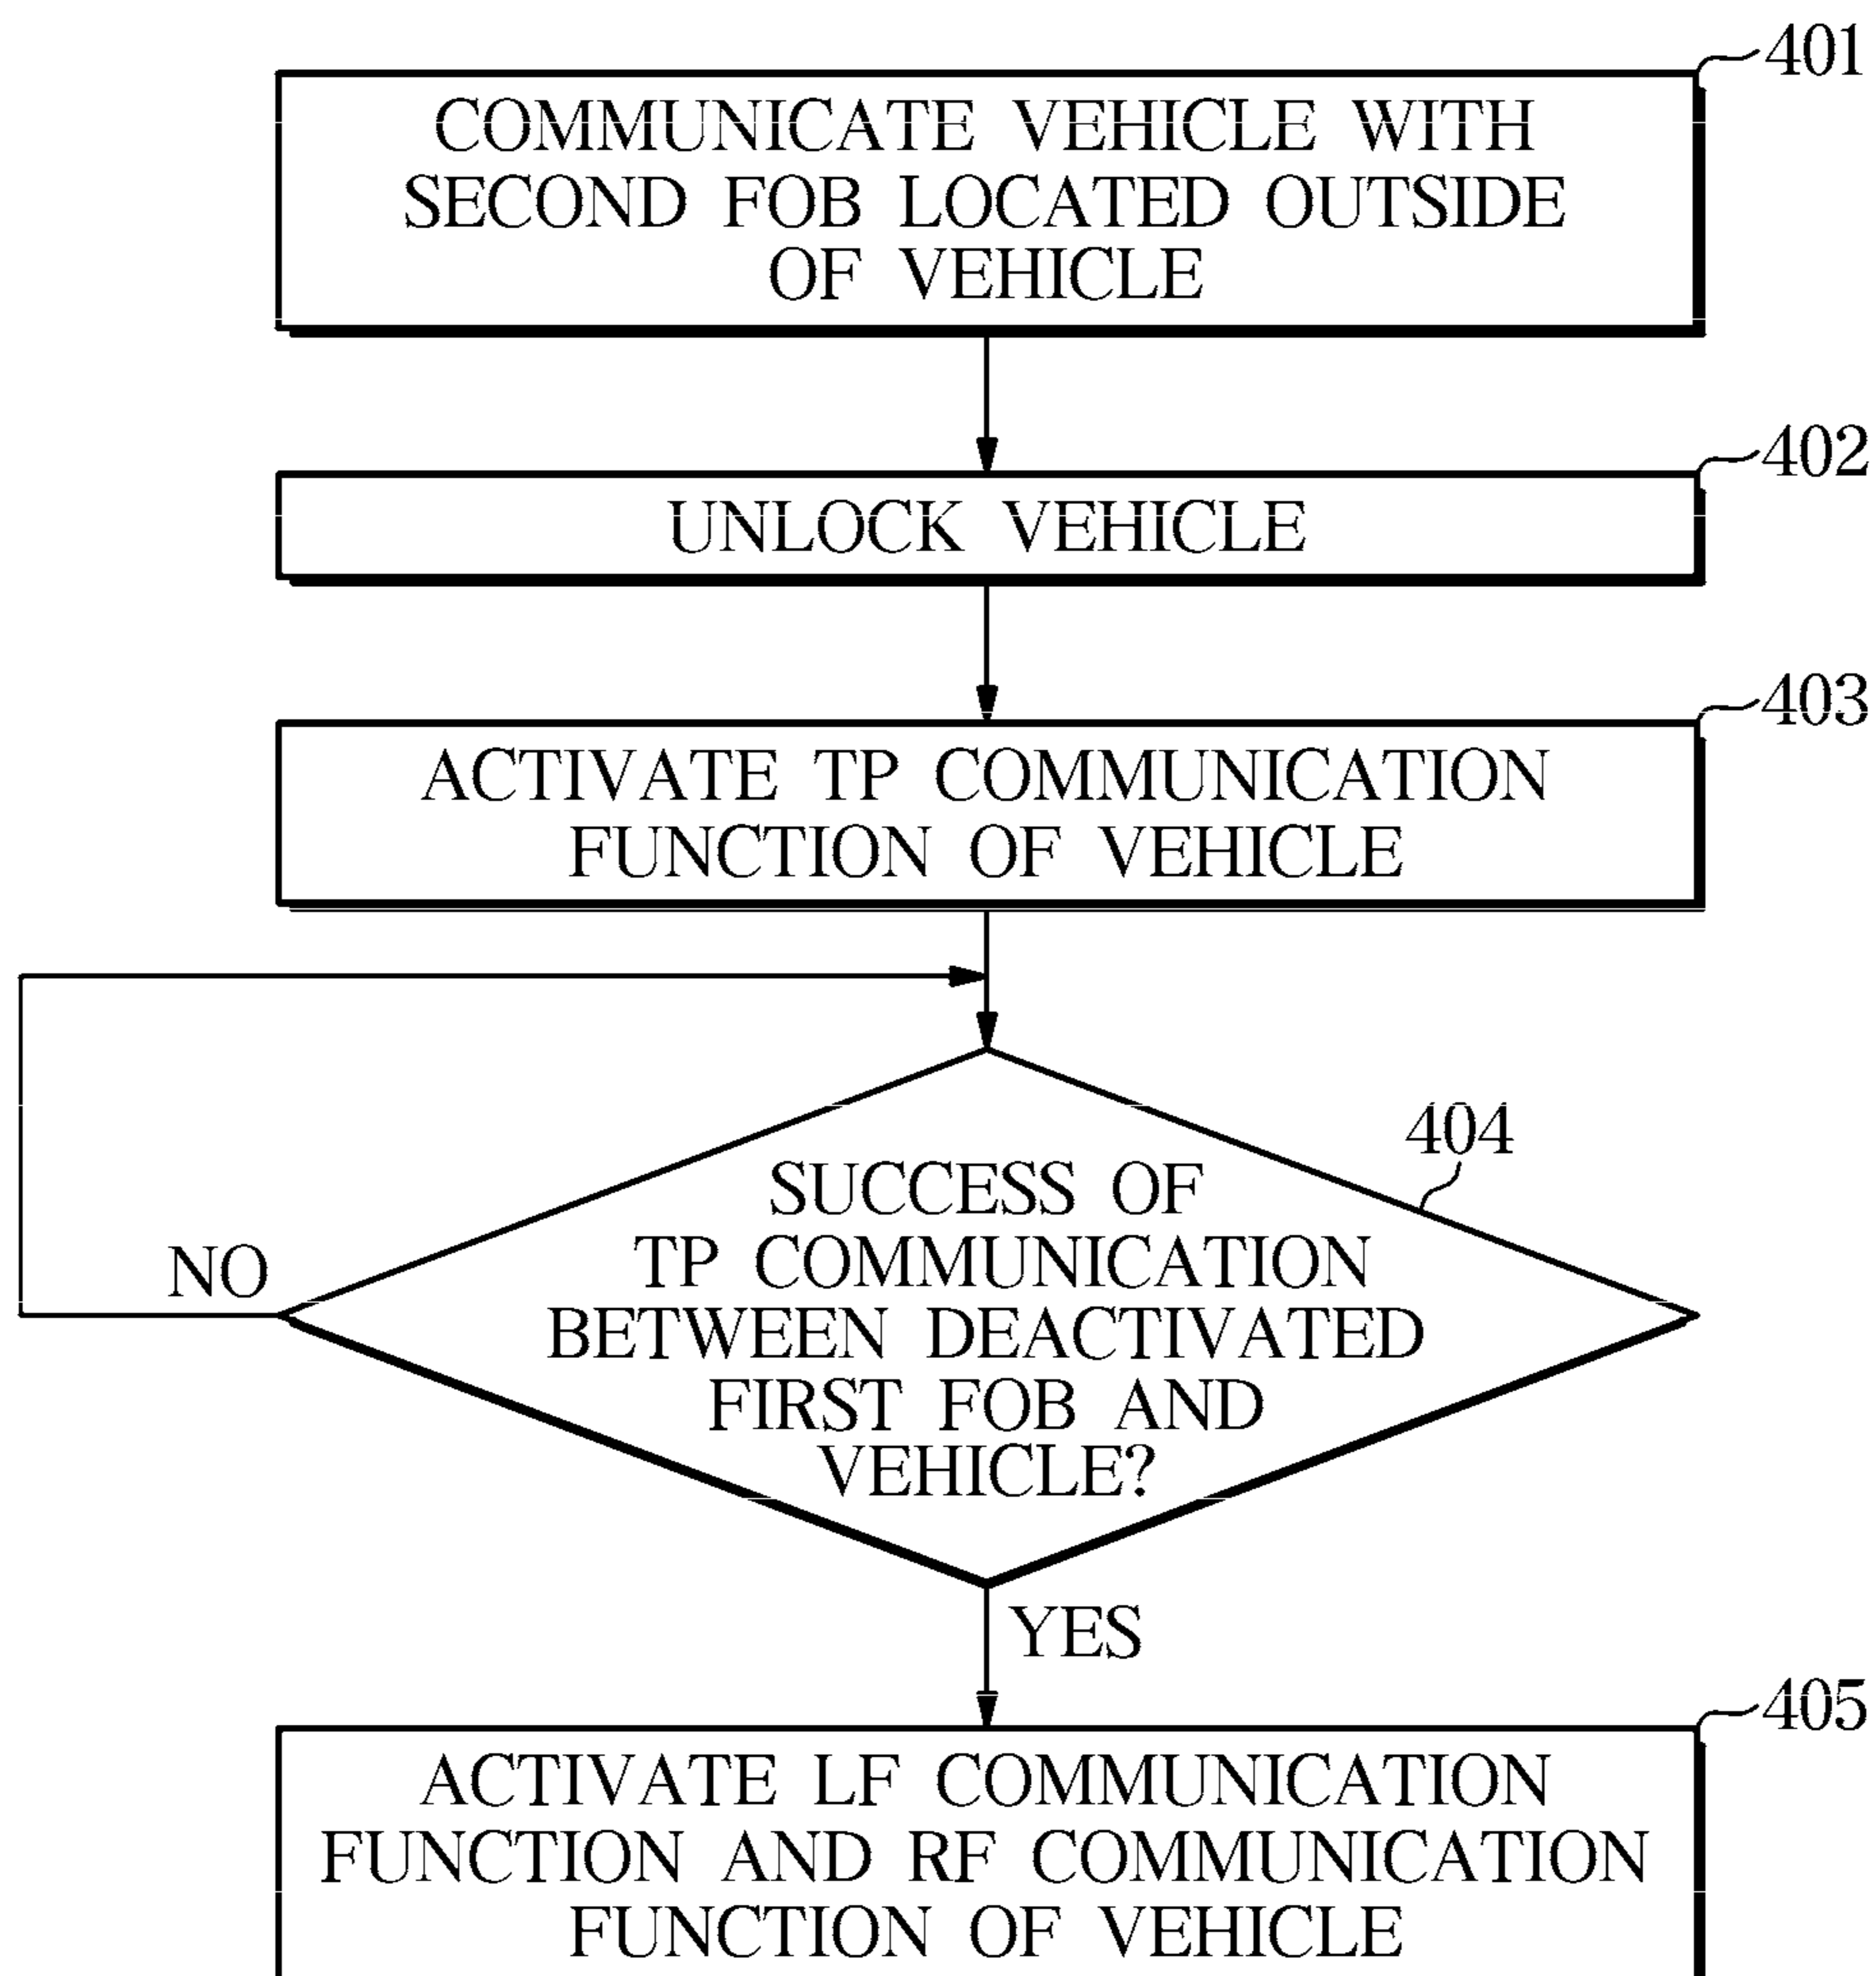 401
COMMUNICATE VEHICLE WITH
SECOND FOB LOCATED OUTSIDE
OF VEHICLE
402
UNLOCK VEHICLE
403
ACTIVATE TP COMMUNICATION
FUNCTION OF VEHICLE
404
SUCCESS OF
TP COMMUNICATION
BETWEEN DEACTIVATED
FIRST FOB AND
VEHICLE?
NO
YES
405
ACTIVATE LF COMMUNICATION
FUNCTION AND RF COMMUNICATION
FUNCTION OF VEHICLE